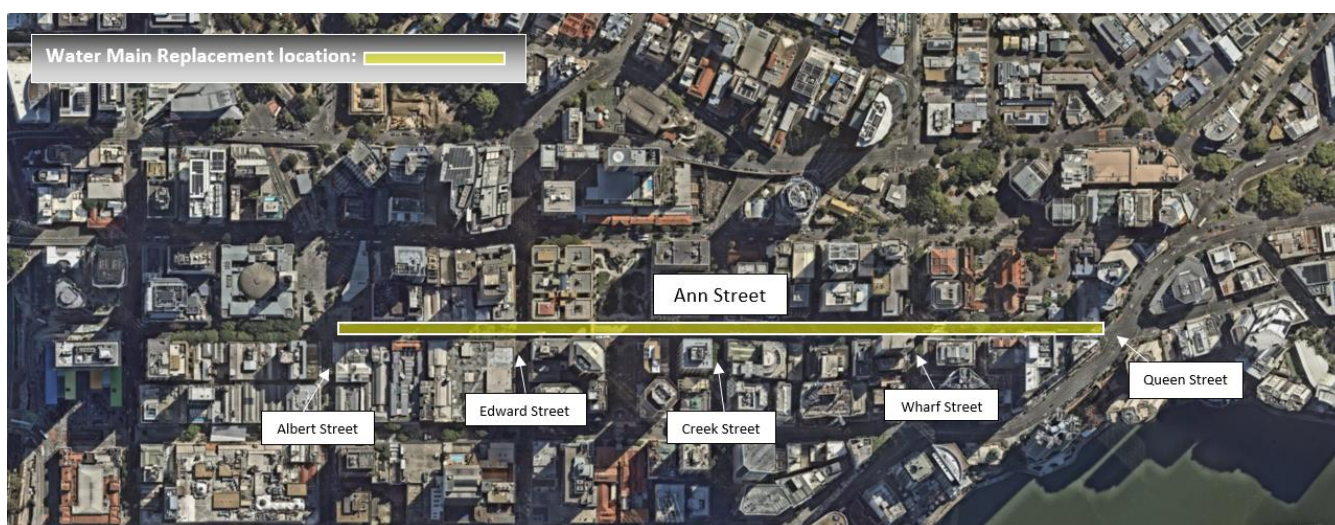 Water Main Replacement location:
Ann Street
Queen Street
Edward Street
Wharf Street
Albert Street
Creek Street